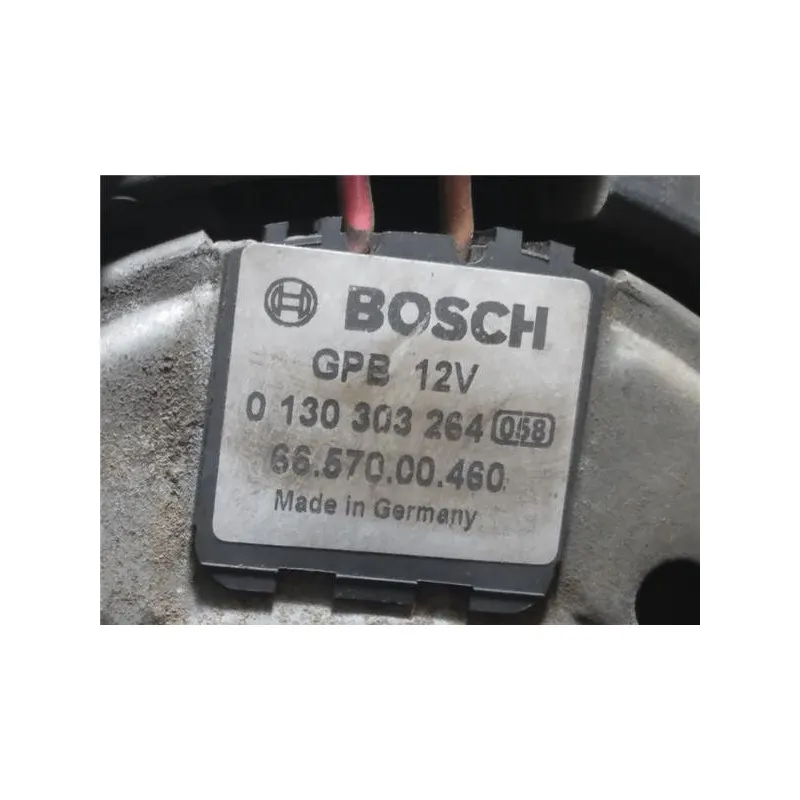 BOSCH
GPB 12V
0 130 303 264 058
66.570.00.460
Made in Germany